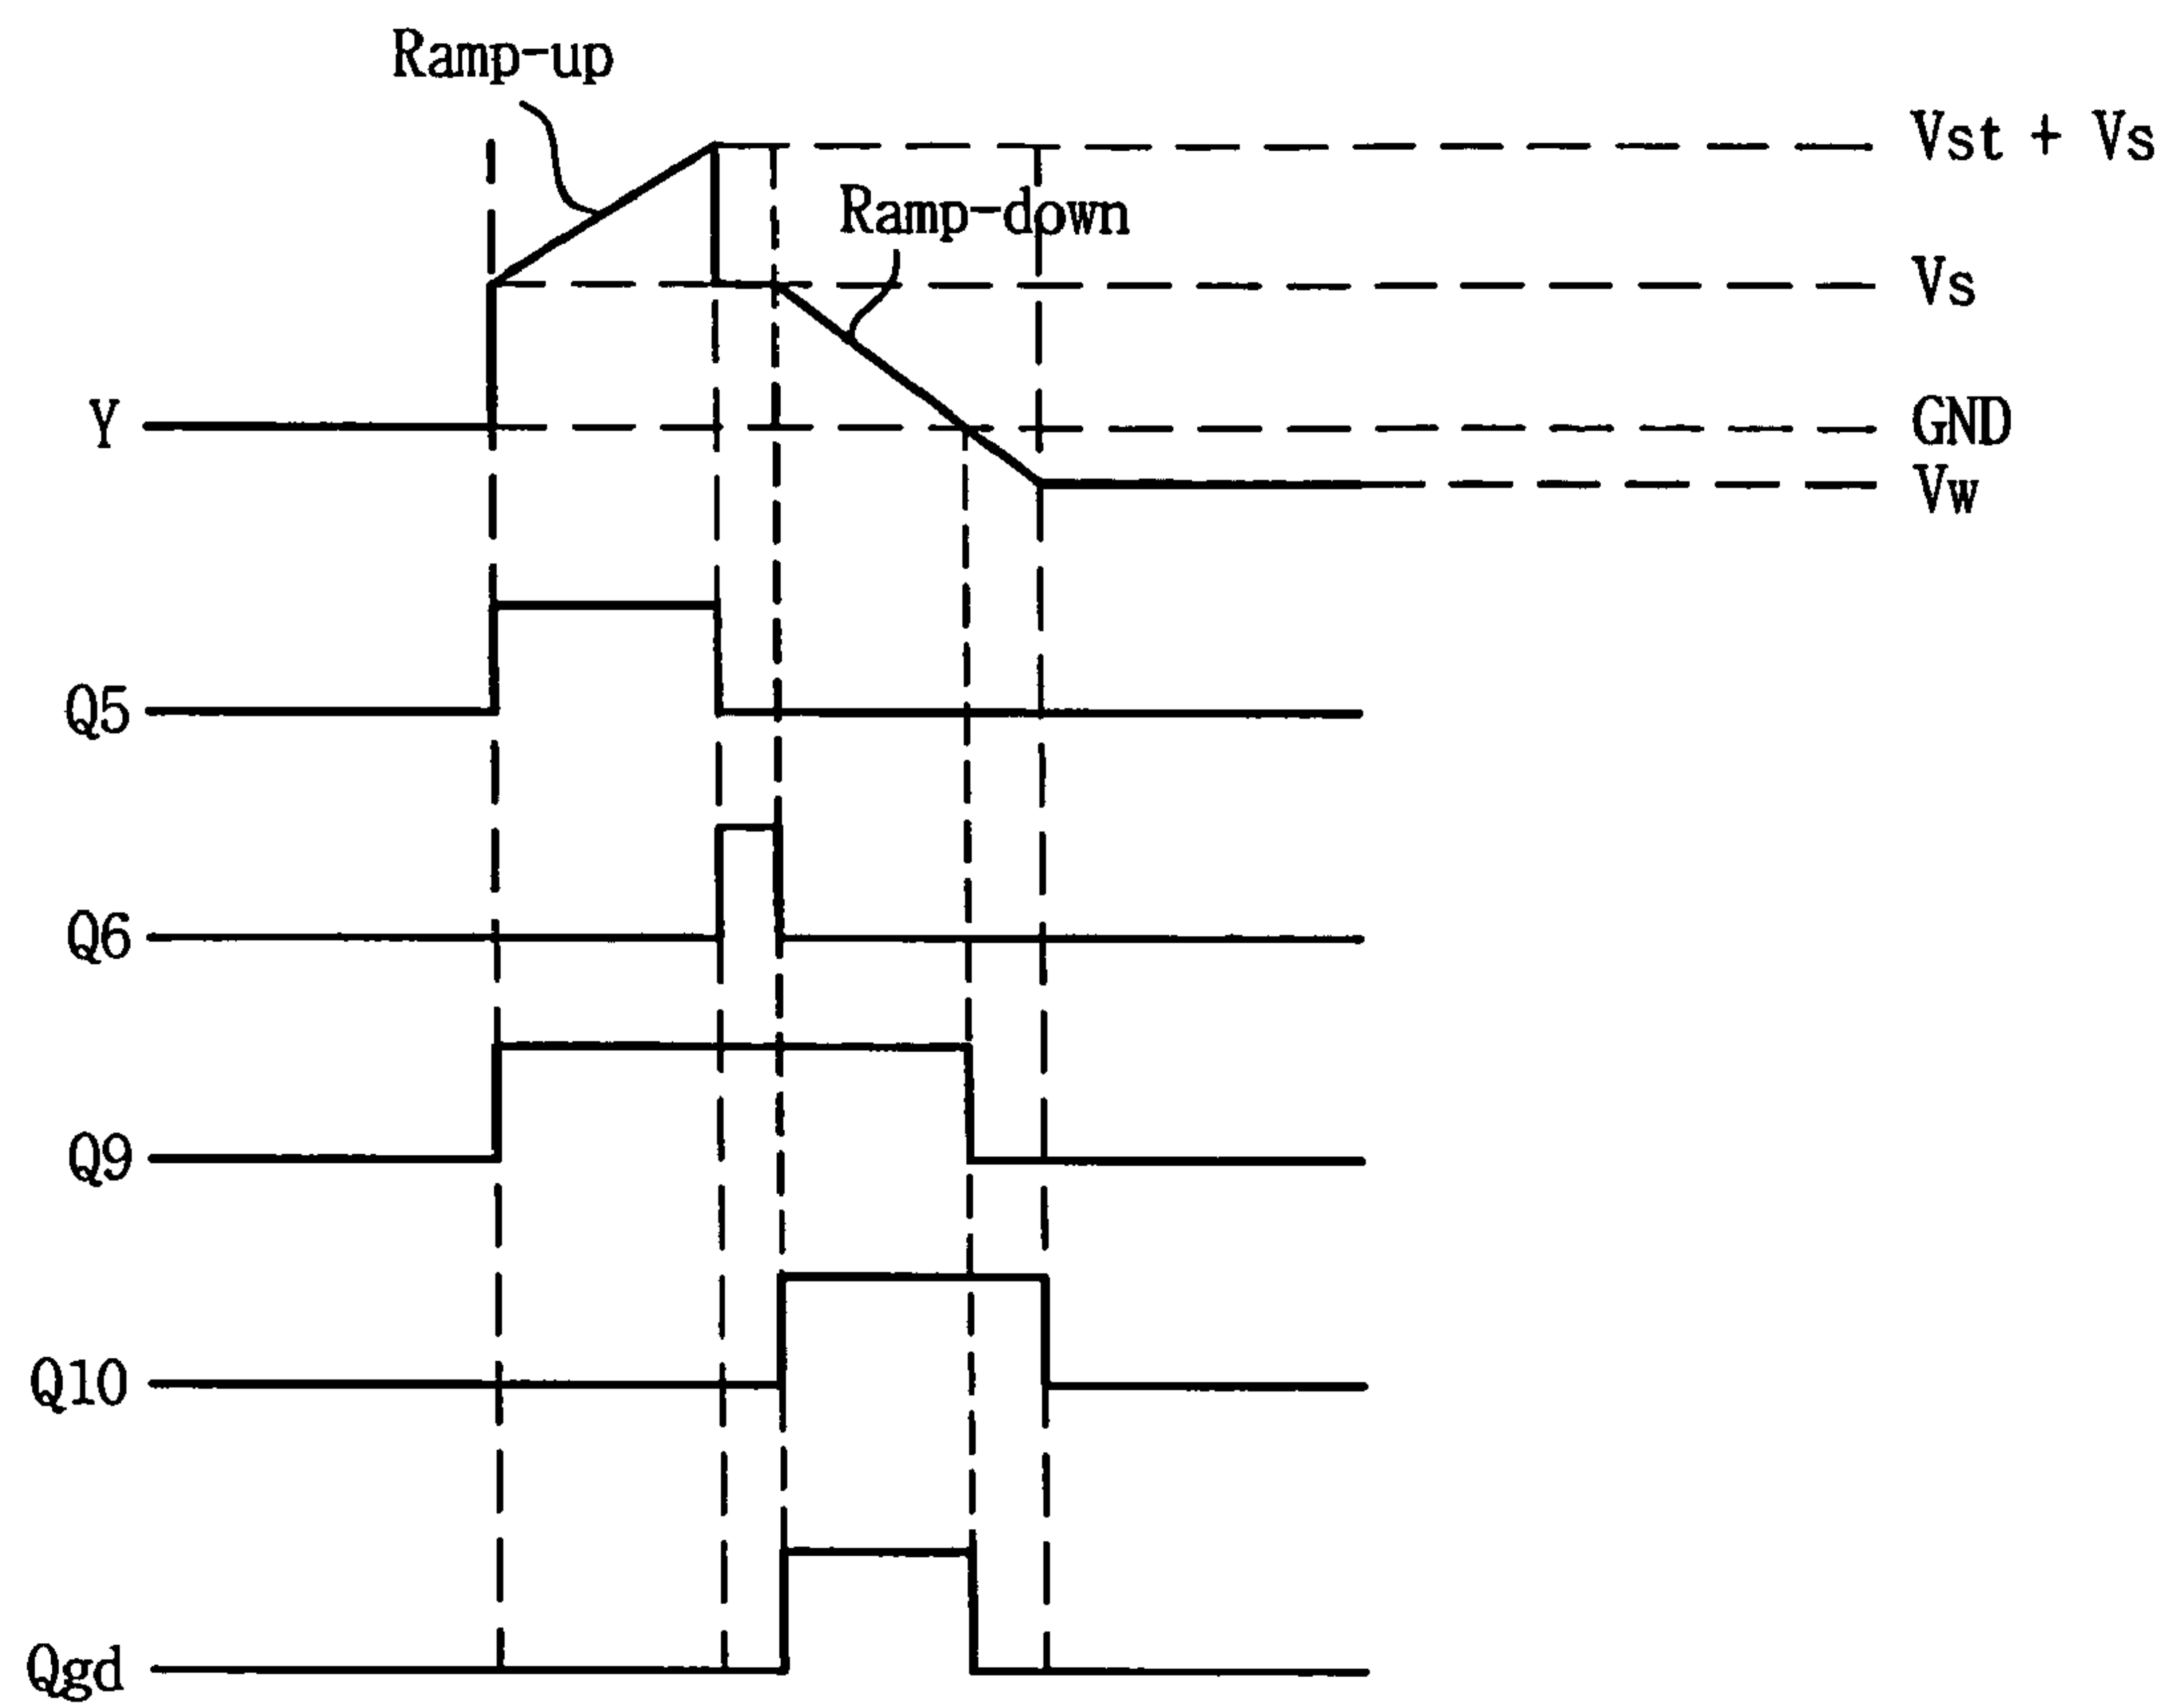 Ramp-up
Vst + Vs
Ramp-down
Vs
Y
GND
Vw
Q5
Q6
Q9
Q10
Qgd